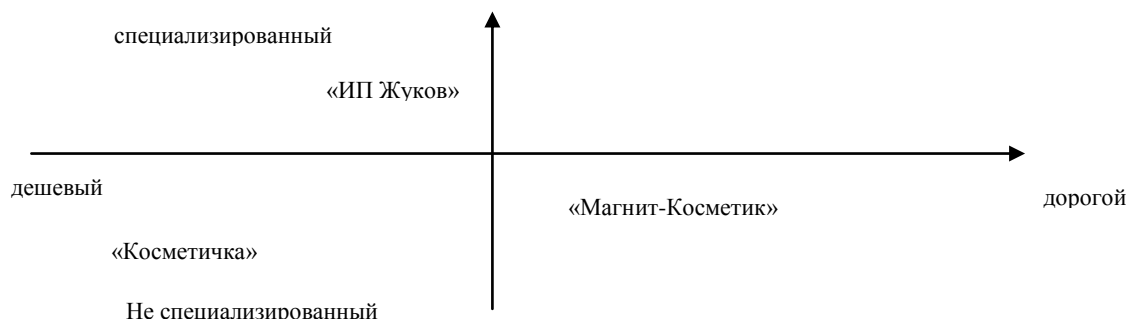 специализированный
«ИП Жуков»
дешевый
«Магнит-Косметик»
дорогой
«Косметичка»
Не специализированный